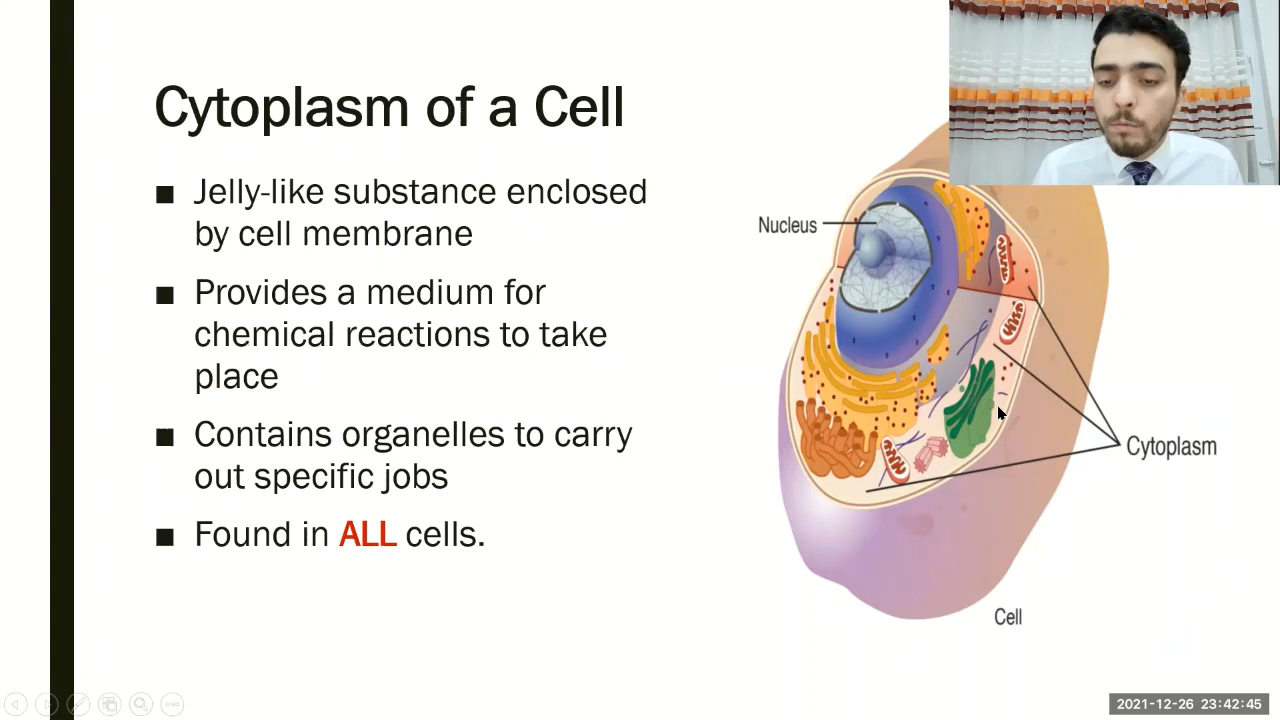 Cytoplasm of a Cell
■ Jelly-like substance enclosed
by cell membrane
■ Provides a medium for
chemical reactions to take
place
■ Contains organelles to carry
out specific jobs
■ Found in ALL cells.
Nucleus
Cytoplasm
Cell
2021-12-26 23:42:45